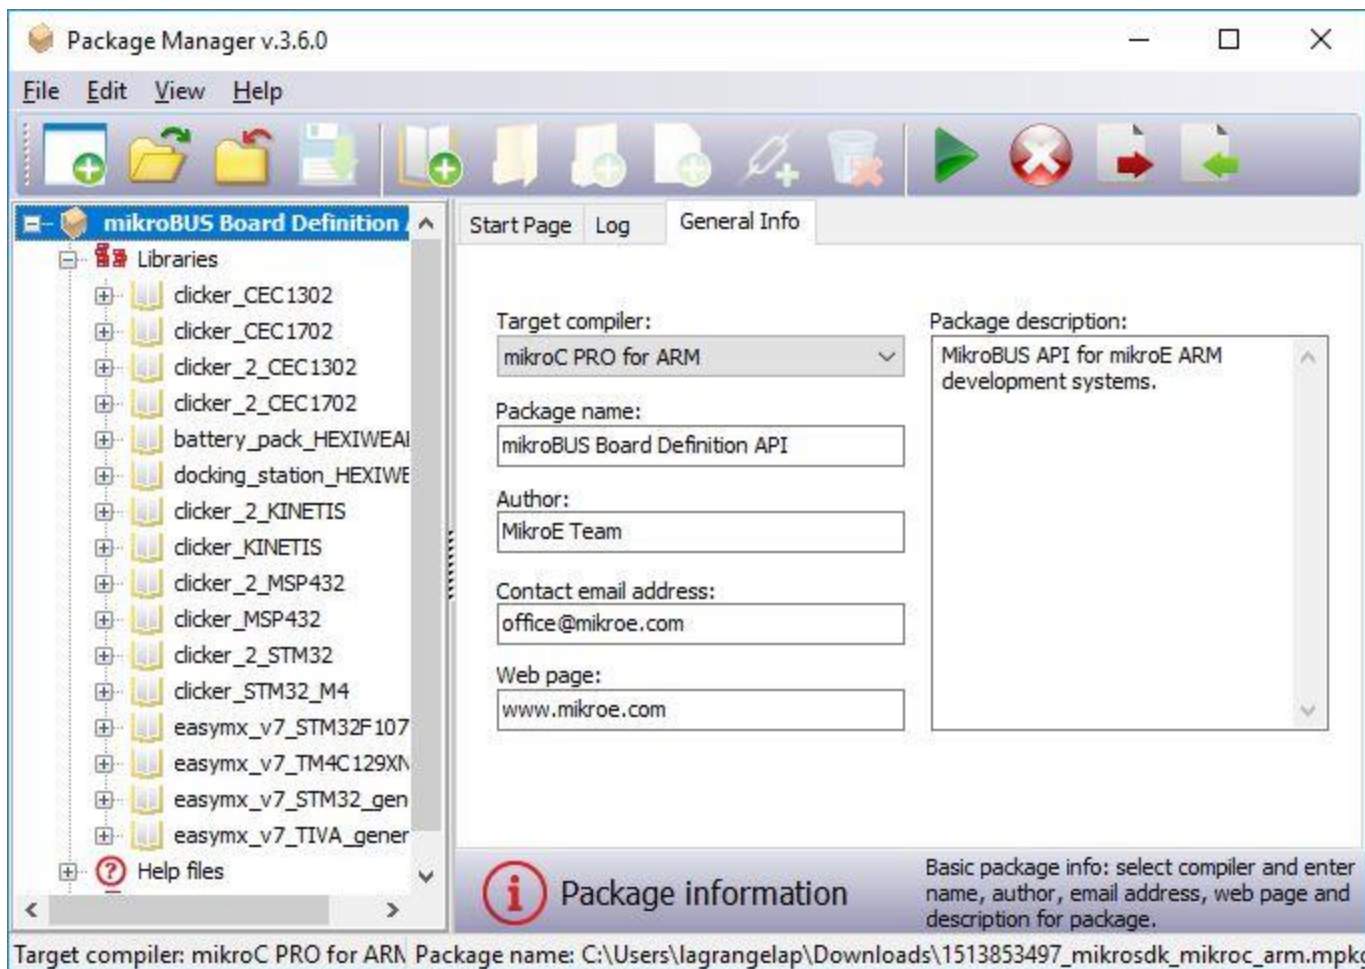 Package Manager v.3.6.0
File Edit View Help
mikroBUS Board Definition
Libraries
clicker_CEC1302
clicker_CEC1702
clicker_2_CEC1302
clicker_2_CEC1702
battery_pack_HEXIWEA
docking_station_HEXIWE
clicker_2_KINETIS
clicker_KINETIS
clicker_2_MSP432
clicker_MSP432
clicker_2_STM32
clicker_STM32_M4
easymx_v7_STM32F107
easymx_v7_TM4C129XN
easymx_v7_STM32_gen
easymx_v7_TIVA_gener
Help files
Start Page Log General Info
Target compiler:
mikroC PRO for ARM
Package name:
mikroBUS Board Definition API
Author:
MikroE Team
Contact email address:
office@mikroe.com
Web page:
www.mikroe.com
Package description:
MikroBUS API for mikroE ARM
development systems.
i Package information
Basic package info: select compiler and enter
name, author, email address, web page and
description for package.
Target compiler: mikroC PRO for ARM Package name: C:\Users\lagrangelap\Downloads\1513853497_mikrosdk_mikroc_arm.mpkg